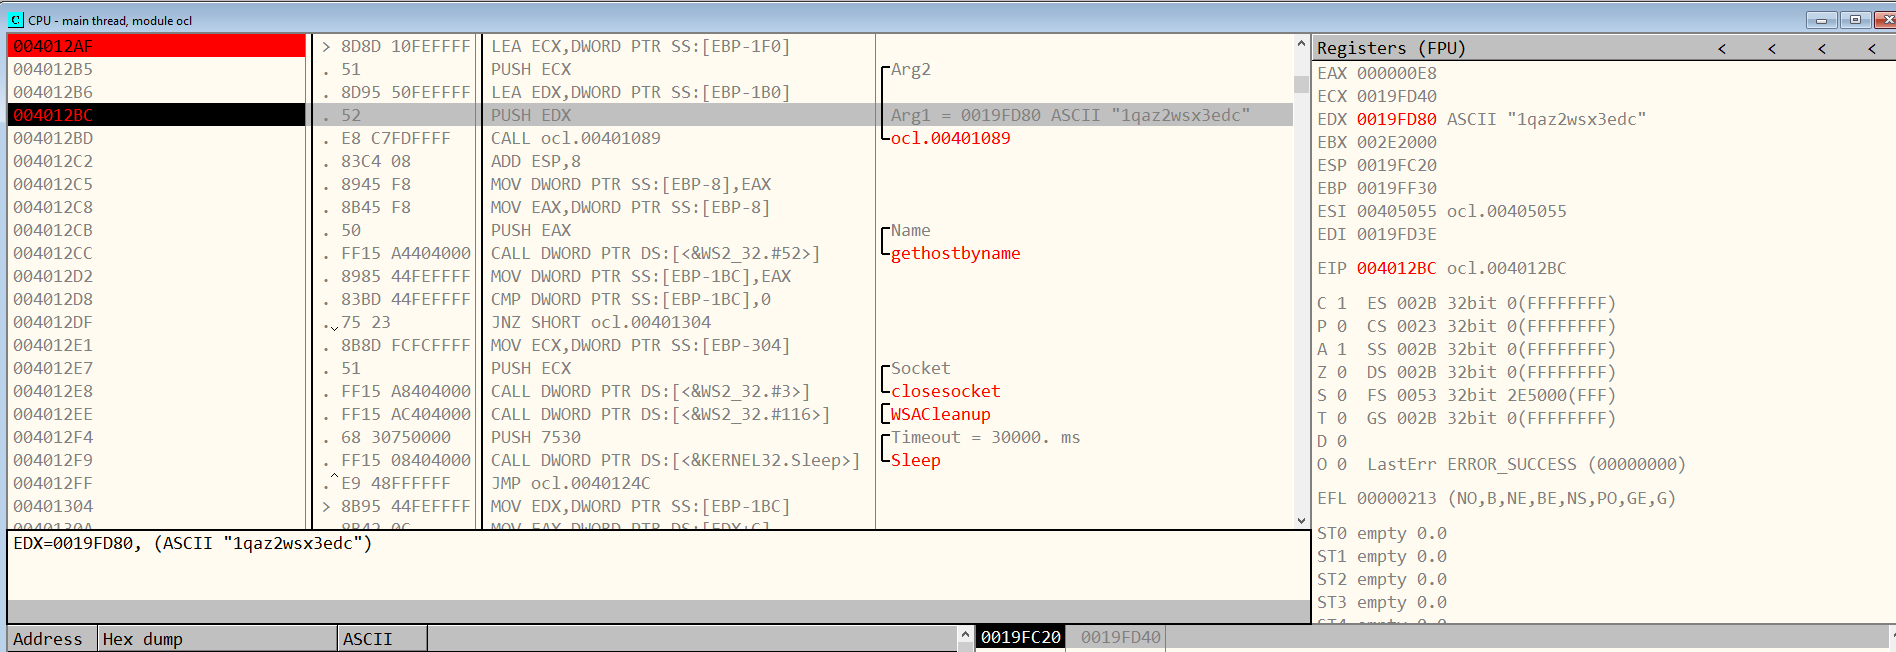 C CPU - main thread, module ocl
004012AF > 8D8D 10FEFFFF LEA ECX,DWORD PTR SS:[EBP-1F0]
004012B5 . 51 PUSH ECX Arg2
004012B6 . 8D95 50FEFFFF LEA EDX,DWORD PTR SS:[EBP-1B0]
004012BC . 52 PUSH EDX Arg1 = 0019FD80 ASCII "1qaz2wsx3edc"
004012BD . E8 C7FDFFFF CALL ocl.00401089 ocl.00401089
004012C2 . 83C4 08 ADD ESP,8
004012C5 . 8945 F8 MOV DWORD PTR SS:[EBP-8],EAX
004012C8 . 8B45 F8 MOV EAX,DWORD PTR SS:[EBP-8]
004012CB . 50 PUSH EAX Name
004012CC . FF15 A4404000 CALL DWORD PTR DS:[<&WS2_32.#52>] gethostbyname
004012D2 . 8985 44FEFFFF MOV DWORD PTR SS:[EBP-1BC],EAX
004012D8 . 83BD 44FEFFFF CMP DWORD PTR SS:[EBP-1BC],0
004012DF . 75 23 JNZ SHORT ocl.00401304
004012E1 . 8B8D FCFCFFFF MOV ECX,DWORD PTR SS:[EBP-304]
004012E7 . 51 PUSH ECX Socket
004012E8 . FF15 A8404000 CALL DWORD PTR DS:[<&WS2_32.#3>] closesocket
004012EE . FF15 AC404000 CALL DWORD PTR DS:[<&WS2_32.#116>] WSACleanup
004012F4 . 68 30750000 PUSH 7530 Timeout = 30000. ms
004012F9 . FF15 08404000 CALL DWORD PTR DS:[<&KERNEL32.Sleep>] Sleep
004012FF .^ E9 48FFFFFF JMP ocl.0040124C
00401304 > 8B95 44FEFFFF MOV EDX,DWORD PTR SS:[EBP-1BC]
0040130A . 8B42 0C MOV EAX,DWORD PTR DS:[EDX+C]
EDX=0019FD80, (ASCII "1qaz2wsx3edc")
Address Hex dump ASCII
0019FC20 0019FD40
Registers (FPU) < < < <
EAX 000000E8
ECX 0019FD40
EDX 0019FD80 ASCII "1qaz2wsx3edc"
EBX 002E2000
ESP 0019FC20
EBP 0019FF30
ESI 00405055 ocl.00405055
EDI 0019FD3E
EIP 004012BC ocl.004012BC
C 1 ES 002B 32bit 0(FFFFFFFF)
P 0 CS 0023 32bit 0(FFFFFFFF)
A 1 SS 002B 32bit 0(FFFFFFFF)
Z 0 DS 002B 32bit 0(FFFFFFFF)
S 0 FS 0053 32bit 2E5000(FFF)
T 0 GS 002B 32bit 0(FFFFFFFF)
D 0
O 0 LastErr ERROR_SUCCESS (00000000)
EFL 00000213 (NO,B,NE,BE,NS,PO,GE,G)
ST0 empty 0.0
ST1 empty 0.0
ST2 empty 0.0
ST3 empty 0.0
ST4 empty 0.0